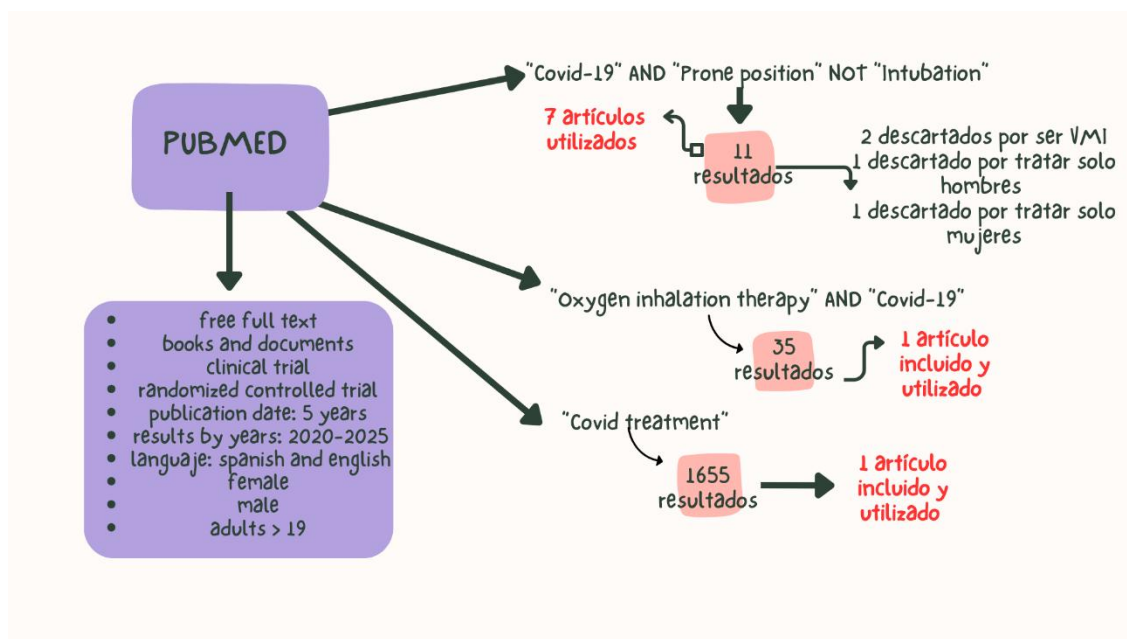 PUBMED
free full text
books and documents
clinical trial
randomized controlled trial
publication date: 5 years
results by years: 2020-2025
languaje: spanish and english
female
male
adults > 19
"Covid-19" AND "Prone position" NOT "Intubation"
7 artículos
utilizados
11
resultados
2 descartados por ser VMI
1 descartado por tratar solo
hombres
1 descartado por tratar solo
mujeres
"Oxygen inhalation therapy" AND "Covid-19"
35
resultados
1 artículo
incluido y
utilizado
"Covid treatment"
1655
resultados
1 artículo
incluido y
utilizado